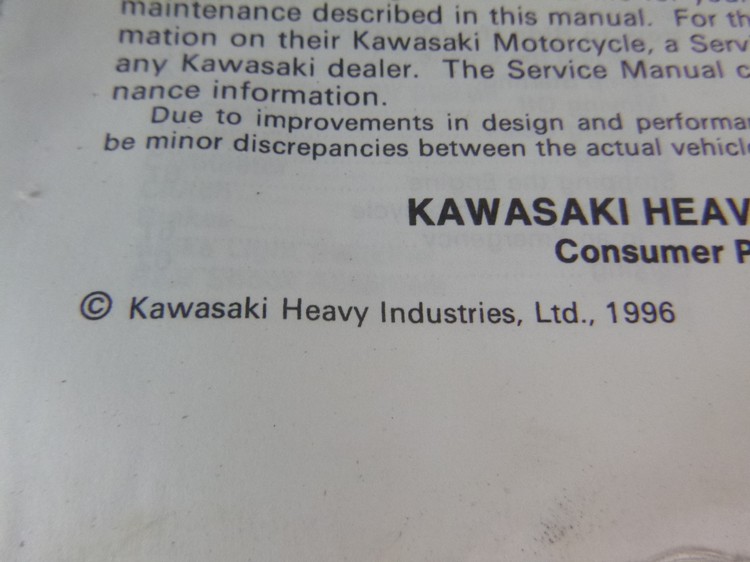 maintenance described in this manual. For th
mation on their Kawasaki Motorcycle, a Serv
any Kawasaki dealer. The Service Manual c
nance information.
Due to improvements in design and performa
be minor discrepancies between the actual vehicl
KAWASAKI HEAV
Consumer P
© Kawasaki Heavy Industries, Ltd., 1996